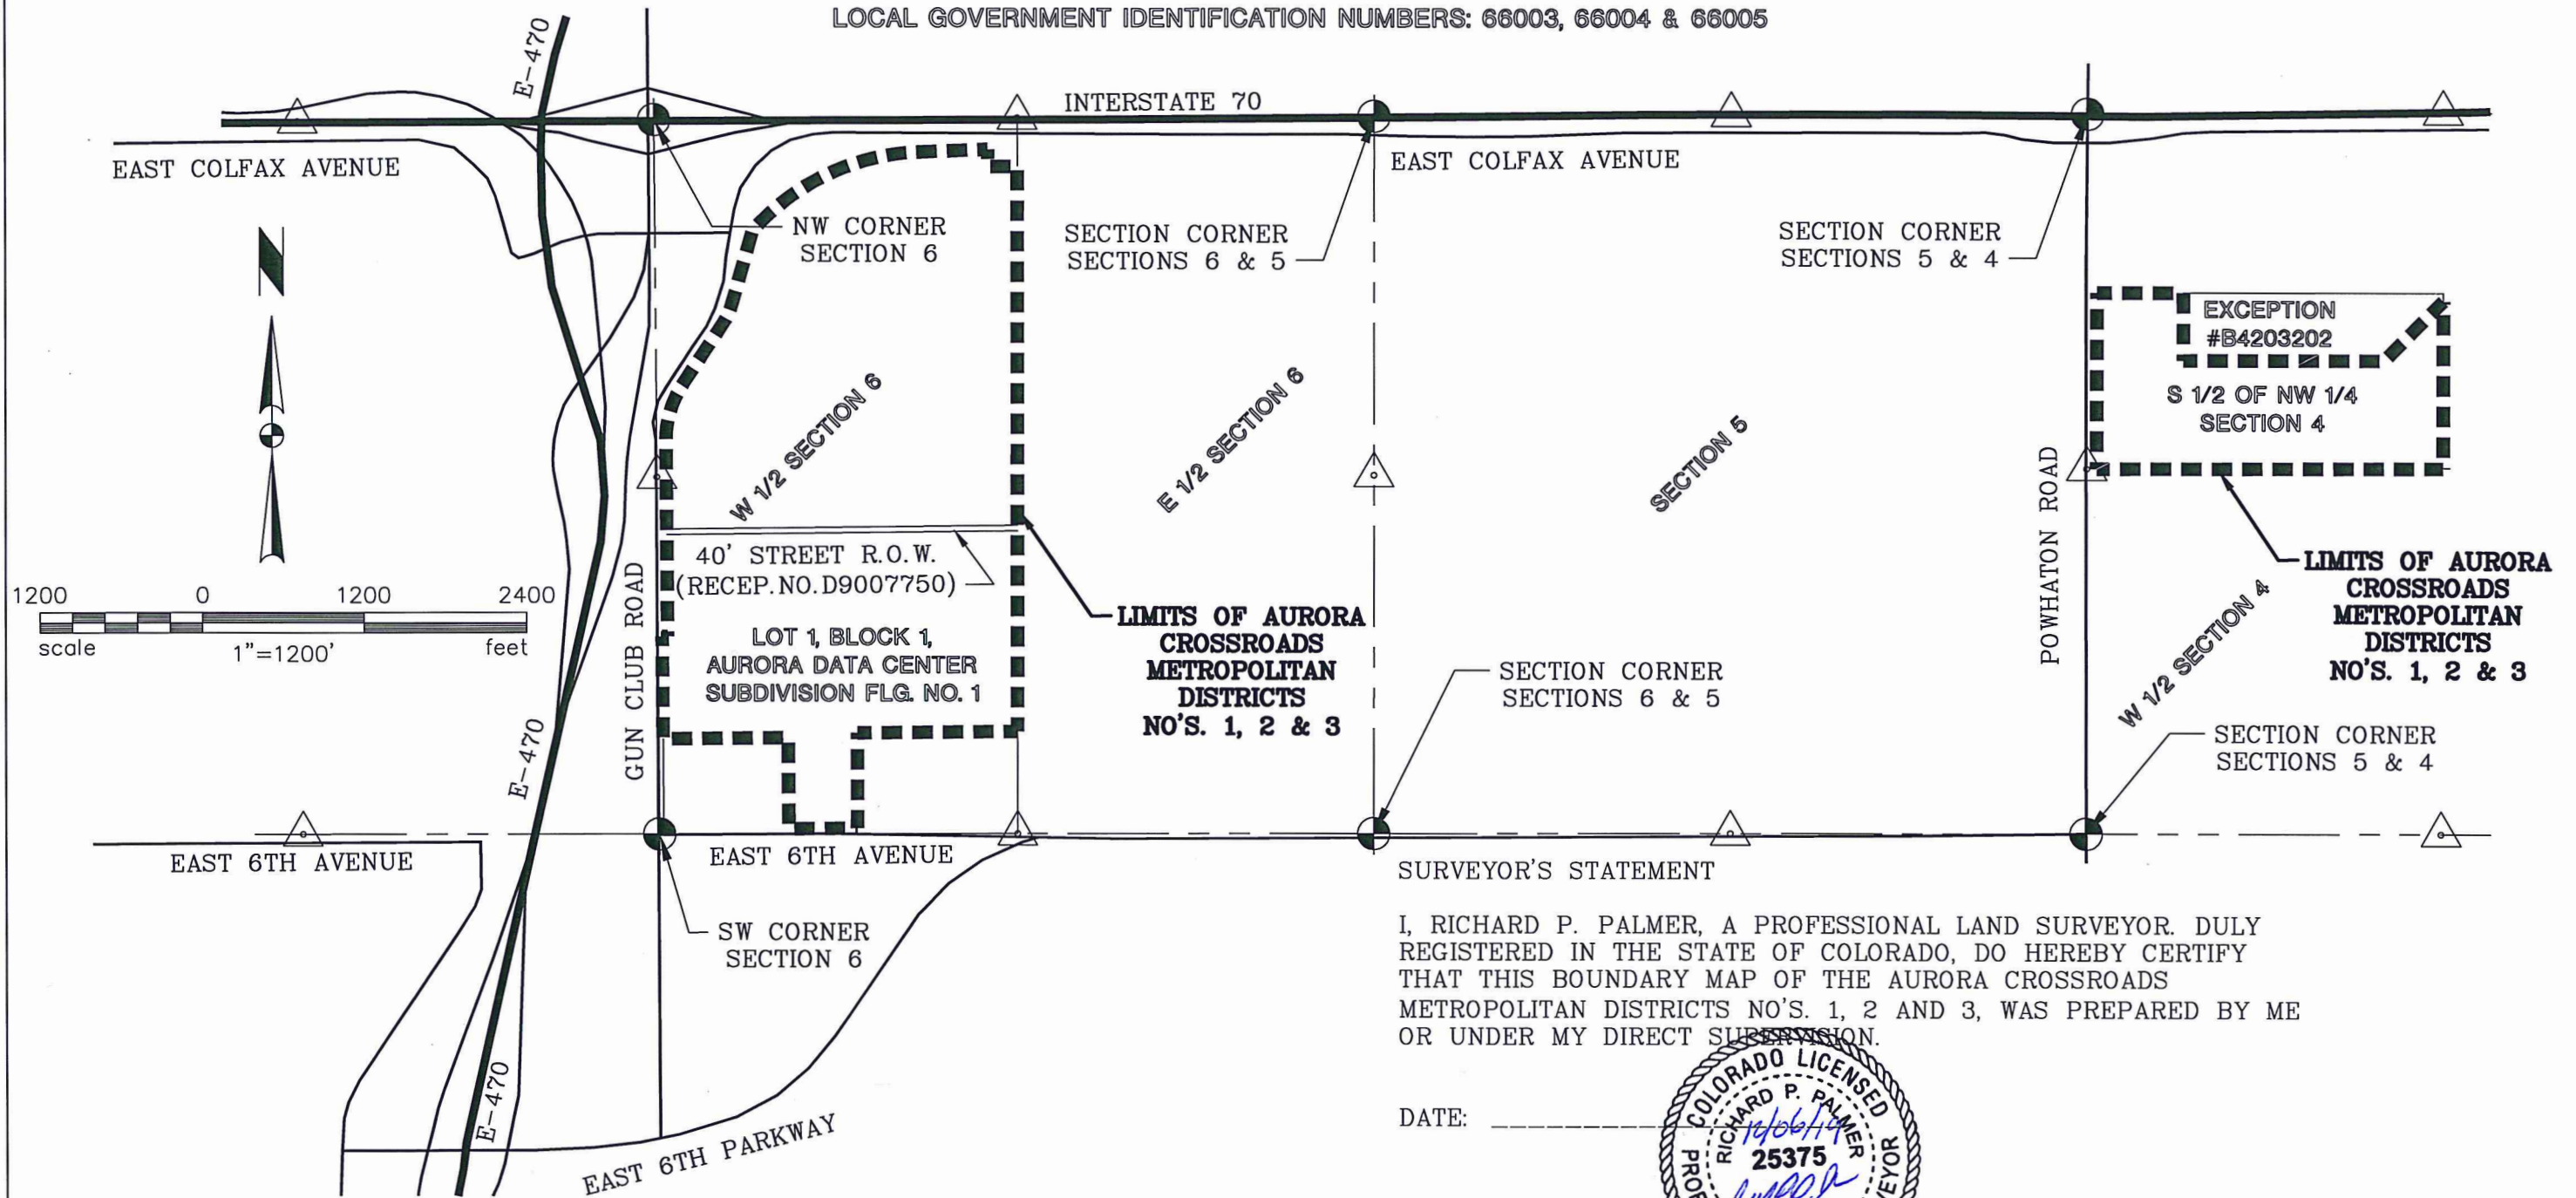 LOCAL GOVERNMENT IDENTIFICATION NUMBERS: 66003, 66004 & 66005
E-470
INTERSTATE 70
EAST COLFAX AVENUE
EAST COLFAX AVENUE
NW CORNER
SECTION 6
SECTION CORNER
SECTIONS 6 & 5
SECTION CORNER
SECTIONS 5 & 4
N
EXCEPTION
#B4203202
S 1/2 OF NW 1/4
SECTION 4
W 1/2 SECTION 6
E 1/2 SECTION 6
SECTION 5
POWHATON ROAD
40' STREET R.O.W.
(RECEP.NO.D9007750)
LIMITS OF AURORA
CROSSROADS
METROPOLITAN
DISTRICTS
NO'S. 1, 2 & 3
W 1/2 SECTION 4
1200 0 1200 2400
scale 1"=1200' feet
GUN CLUB ROAD
LOT 1, BLOCK 1,
AURORA DATA CENTER
SUBDIVISION FLG. NO. 1
LIMITS OF AURORA
CROSSROADS
METROPOLITAN
DISTRICTS
NO'S. 1, 2 & 3
SECTION CORNER
SECTIONS 6 & 5
SECTION CORNER
SECTIONS 5 & 4
E-470
EAST 6TH AVENUE
EAST 6TH AVENUE
SW CORNER
SECTION 6
E-470
EAST 6TH PARKWAY
SURVEYOR'S STATEMENT
I, RICHARD P. PALMER, A PROFESSIONAL LAND SURVEYOR. DULY
REGISTERED IN THE STATE OF COLORADO, DO HEREBY CERTIFY
THAT THIS BOUNDARY MAP OF THE AURORA CROSSROADS
METROPOLITAN DISTRICTS NO'S. 1, 2 AND 3, WAS PREPARED BY ME
OR UNDER MY DIRECT SUPERVISION.
DATE:
COLORADO LICENSED
RICHARD P. PALMER
12/06/19
25375